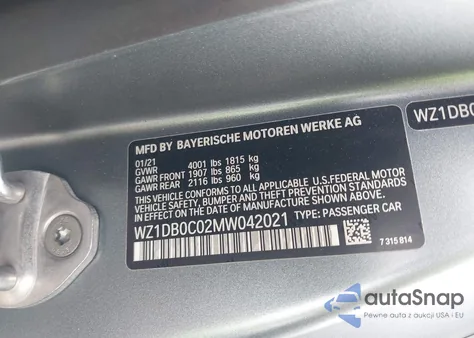 MFD BY BAYERISCHE MOTOREN WERKE AG
01/21
GVWR 4001 lbs 1815 kg
GAWR FRONT 1907 lbs 865 kg
GAWR REAR 2116 lbs 960 kg
THIS VEHICLE CONFORMS TO ALL APPLICABLE U.S. FEDERAL MOTOR
VEHICLE SAFETY, BUMPER, AND THEFT PREVENTION STANDARDS
IN EFFECT ON THE DATE OF MANUFACTURE SHOWN ABOVE.
WZ1DB0C02MW042021 TYPE: PASSENGER CAR
7 315 814
WZ1DB0
autoSnap
Pewne auta z aukcji USA i EU